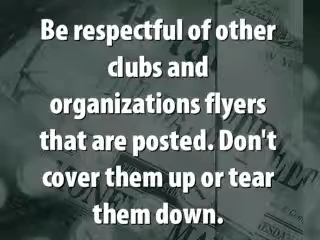 Be respectful of other
clubs and
organizations flyers
that are posted. Don't
cover them up or tear
them down.